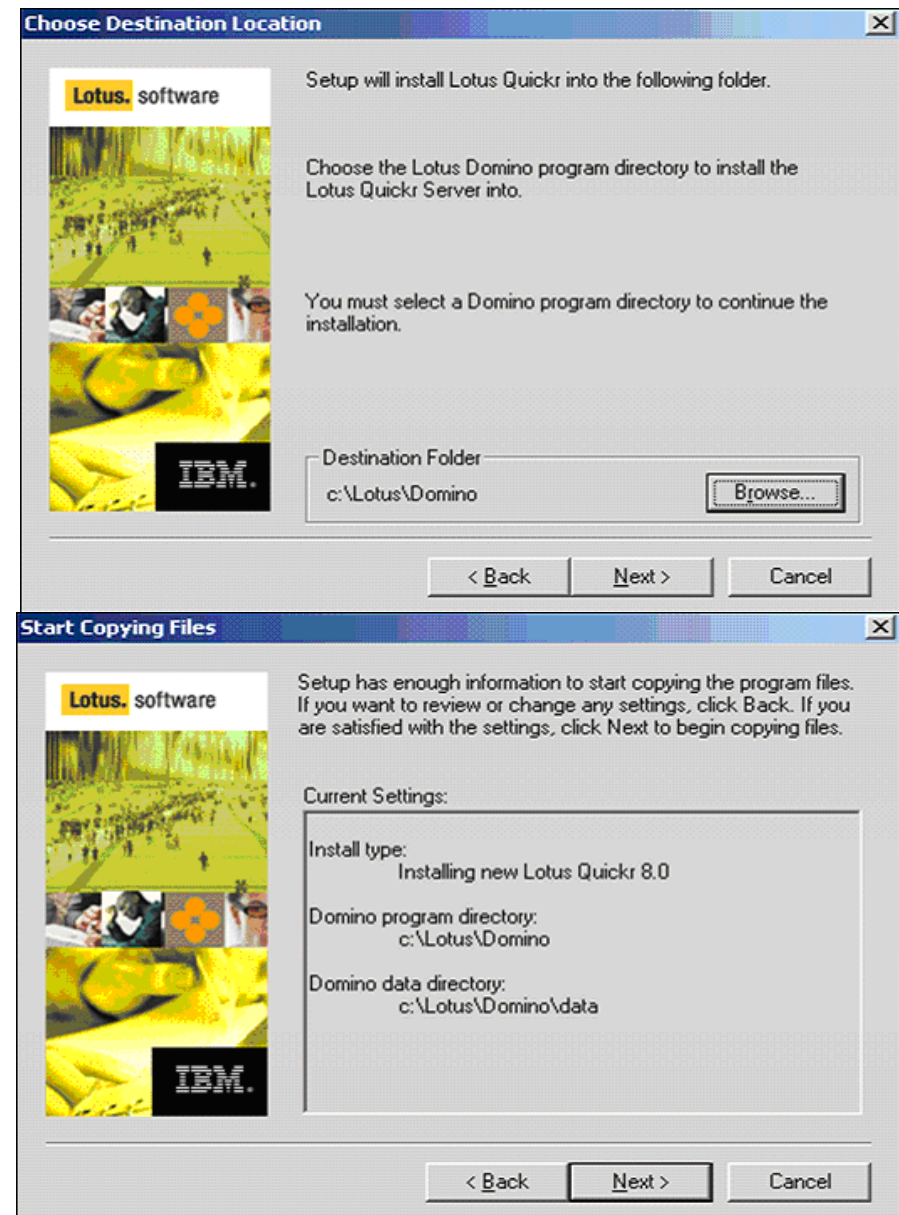 Choose Destination Location
Lotus. software
Setup will install Lotus Quickr into the following folder.
Choose the Lotus Domino program directory to install the
Lotus Quickr Server into.
You must select a Domino program directory to continue the
installation.
IBM.
Destination Folder
c:\Lotus\Domino
Browse...
< Back
Next >
Cancel
Start Copying Files
Lotus. software
Setup has enough information to start copying the program files.
If you want to review or change any settings, click Back. If you
are satisfied with the settings, click Next to begin copying files.
Current Settings:
Install type:
Installing new Lotus Quickr 8.0
Domino program directory:
c:\Lotus\Domino
Domino data directory:
c:\Lotus\Domino\data
IBM.
< Back
Next >
Cancel